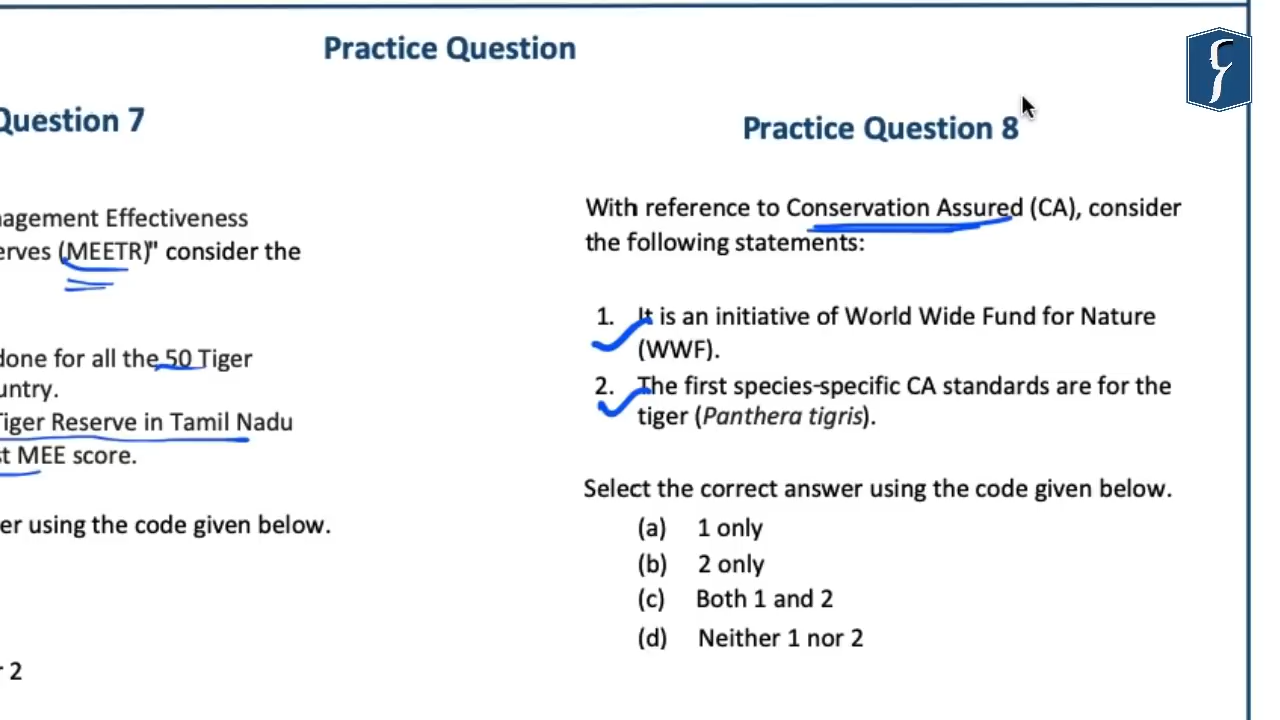 Practice Question
Question 7
nagement Effectiveness
erves (MEETR)" consider the
done for all the 50 Tiger
untry.
Tiger Reserve in Tamil Nadu
st MEE score.
er using the code given below.
r 2
Practice Question 8
With reference to Conservation Assured (CA), consider
the following statements:
1. It is an initiative of World Wide Fund for Nature
(WWF).
2. The first species-specific CA standards are for the
tiger (Panthera tigris).
Select the correct answer using the code given below.
(a) 1 only
(b) 2 only
(c) Both 1 and 2
(d) Neither 1 nor 2